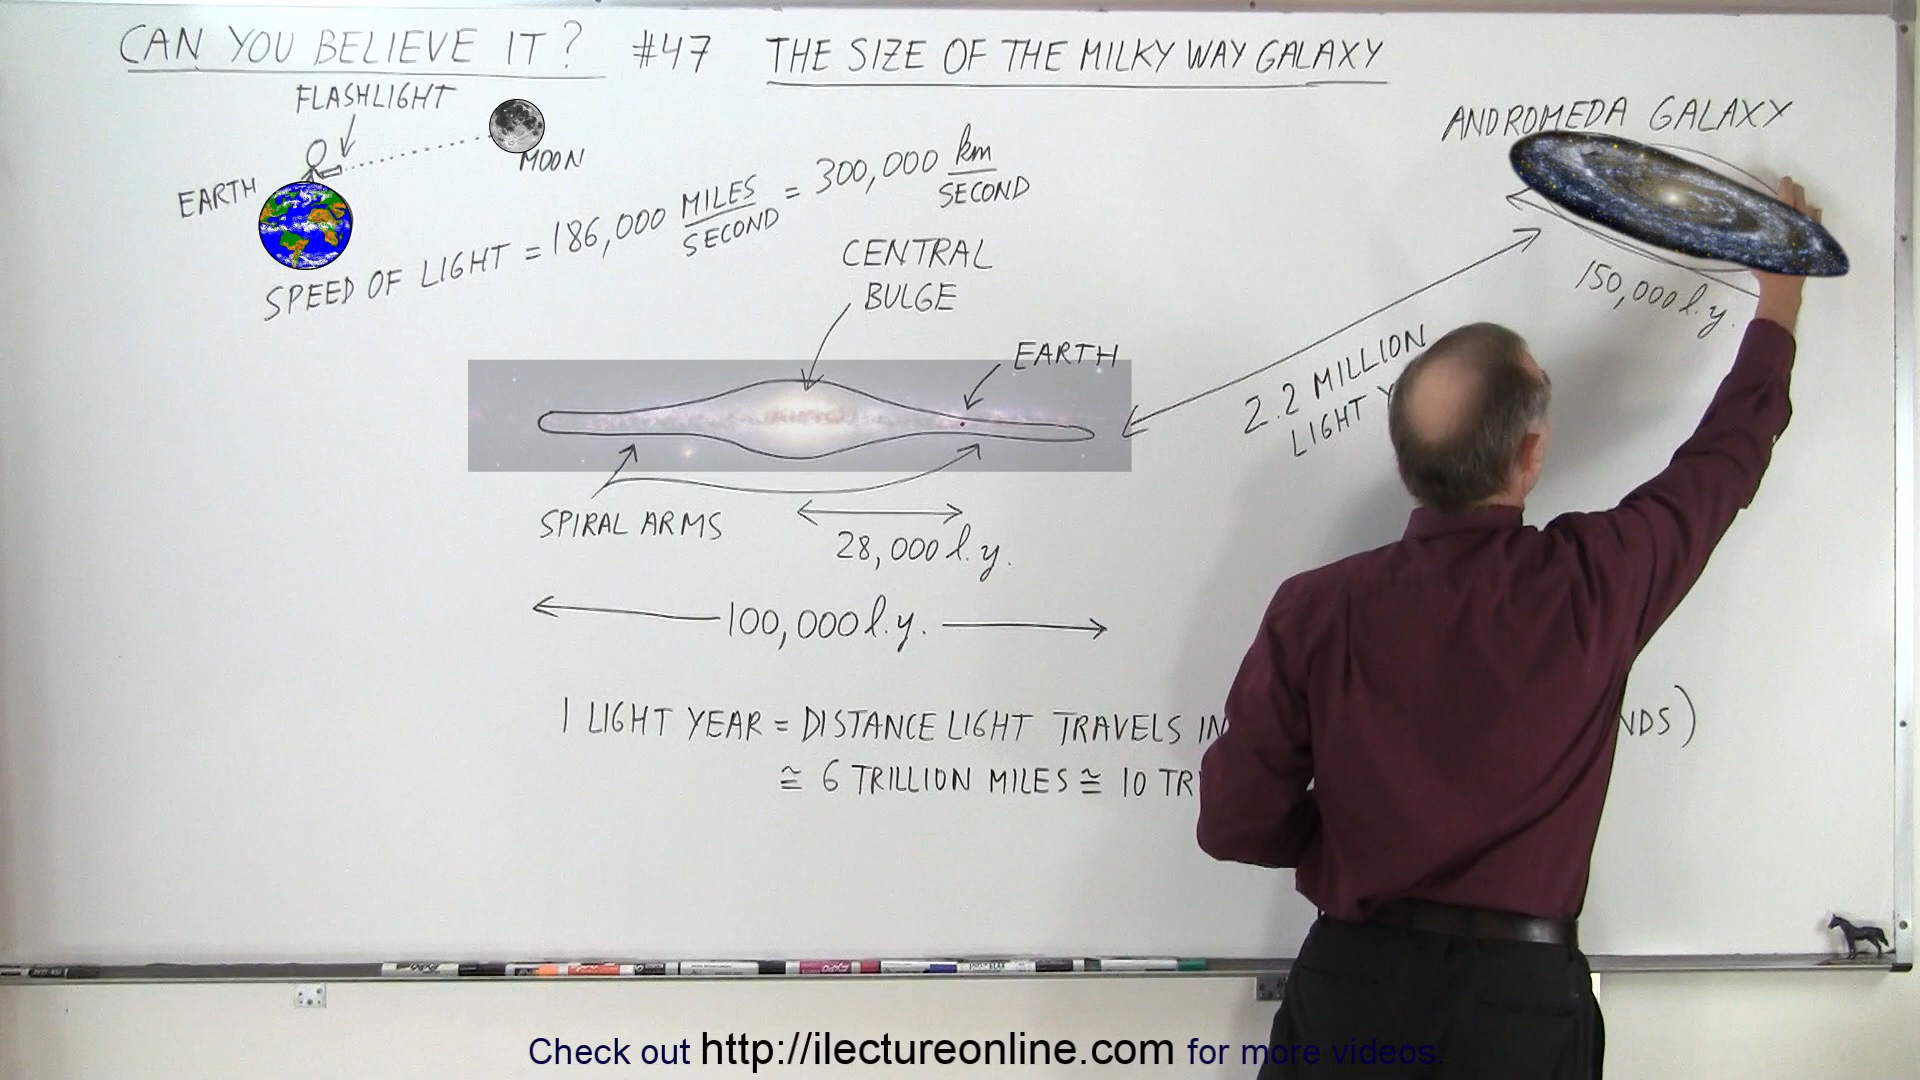 CAN YOU BELIEVE IT? #47 THE SIZE OF THE MILKY WAY GALAXY
FLASHLIGHT
MOON
EARTH
SPEED OF LIGHT = 186,000 MILES/SECOND = 300,000 km/SECOND
ANDROMEDA GALAXY
150,000 l.y.
CENTRAL
BULGE
EARTH
2.2 MILLION
LIGHT
SPIRAL ARMS
28,000 l.y.
100,000 l.y.
1 LIGHT YEAR = DISTANCE LIGHT TRAVELS IN NDS)
≅ 6 TRILLION MILES ≅ 10 TR
Check out http://ilectureonline.com for more videos.